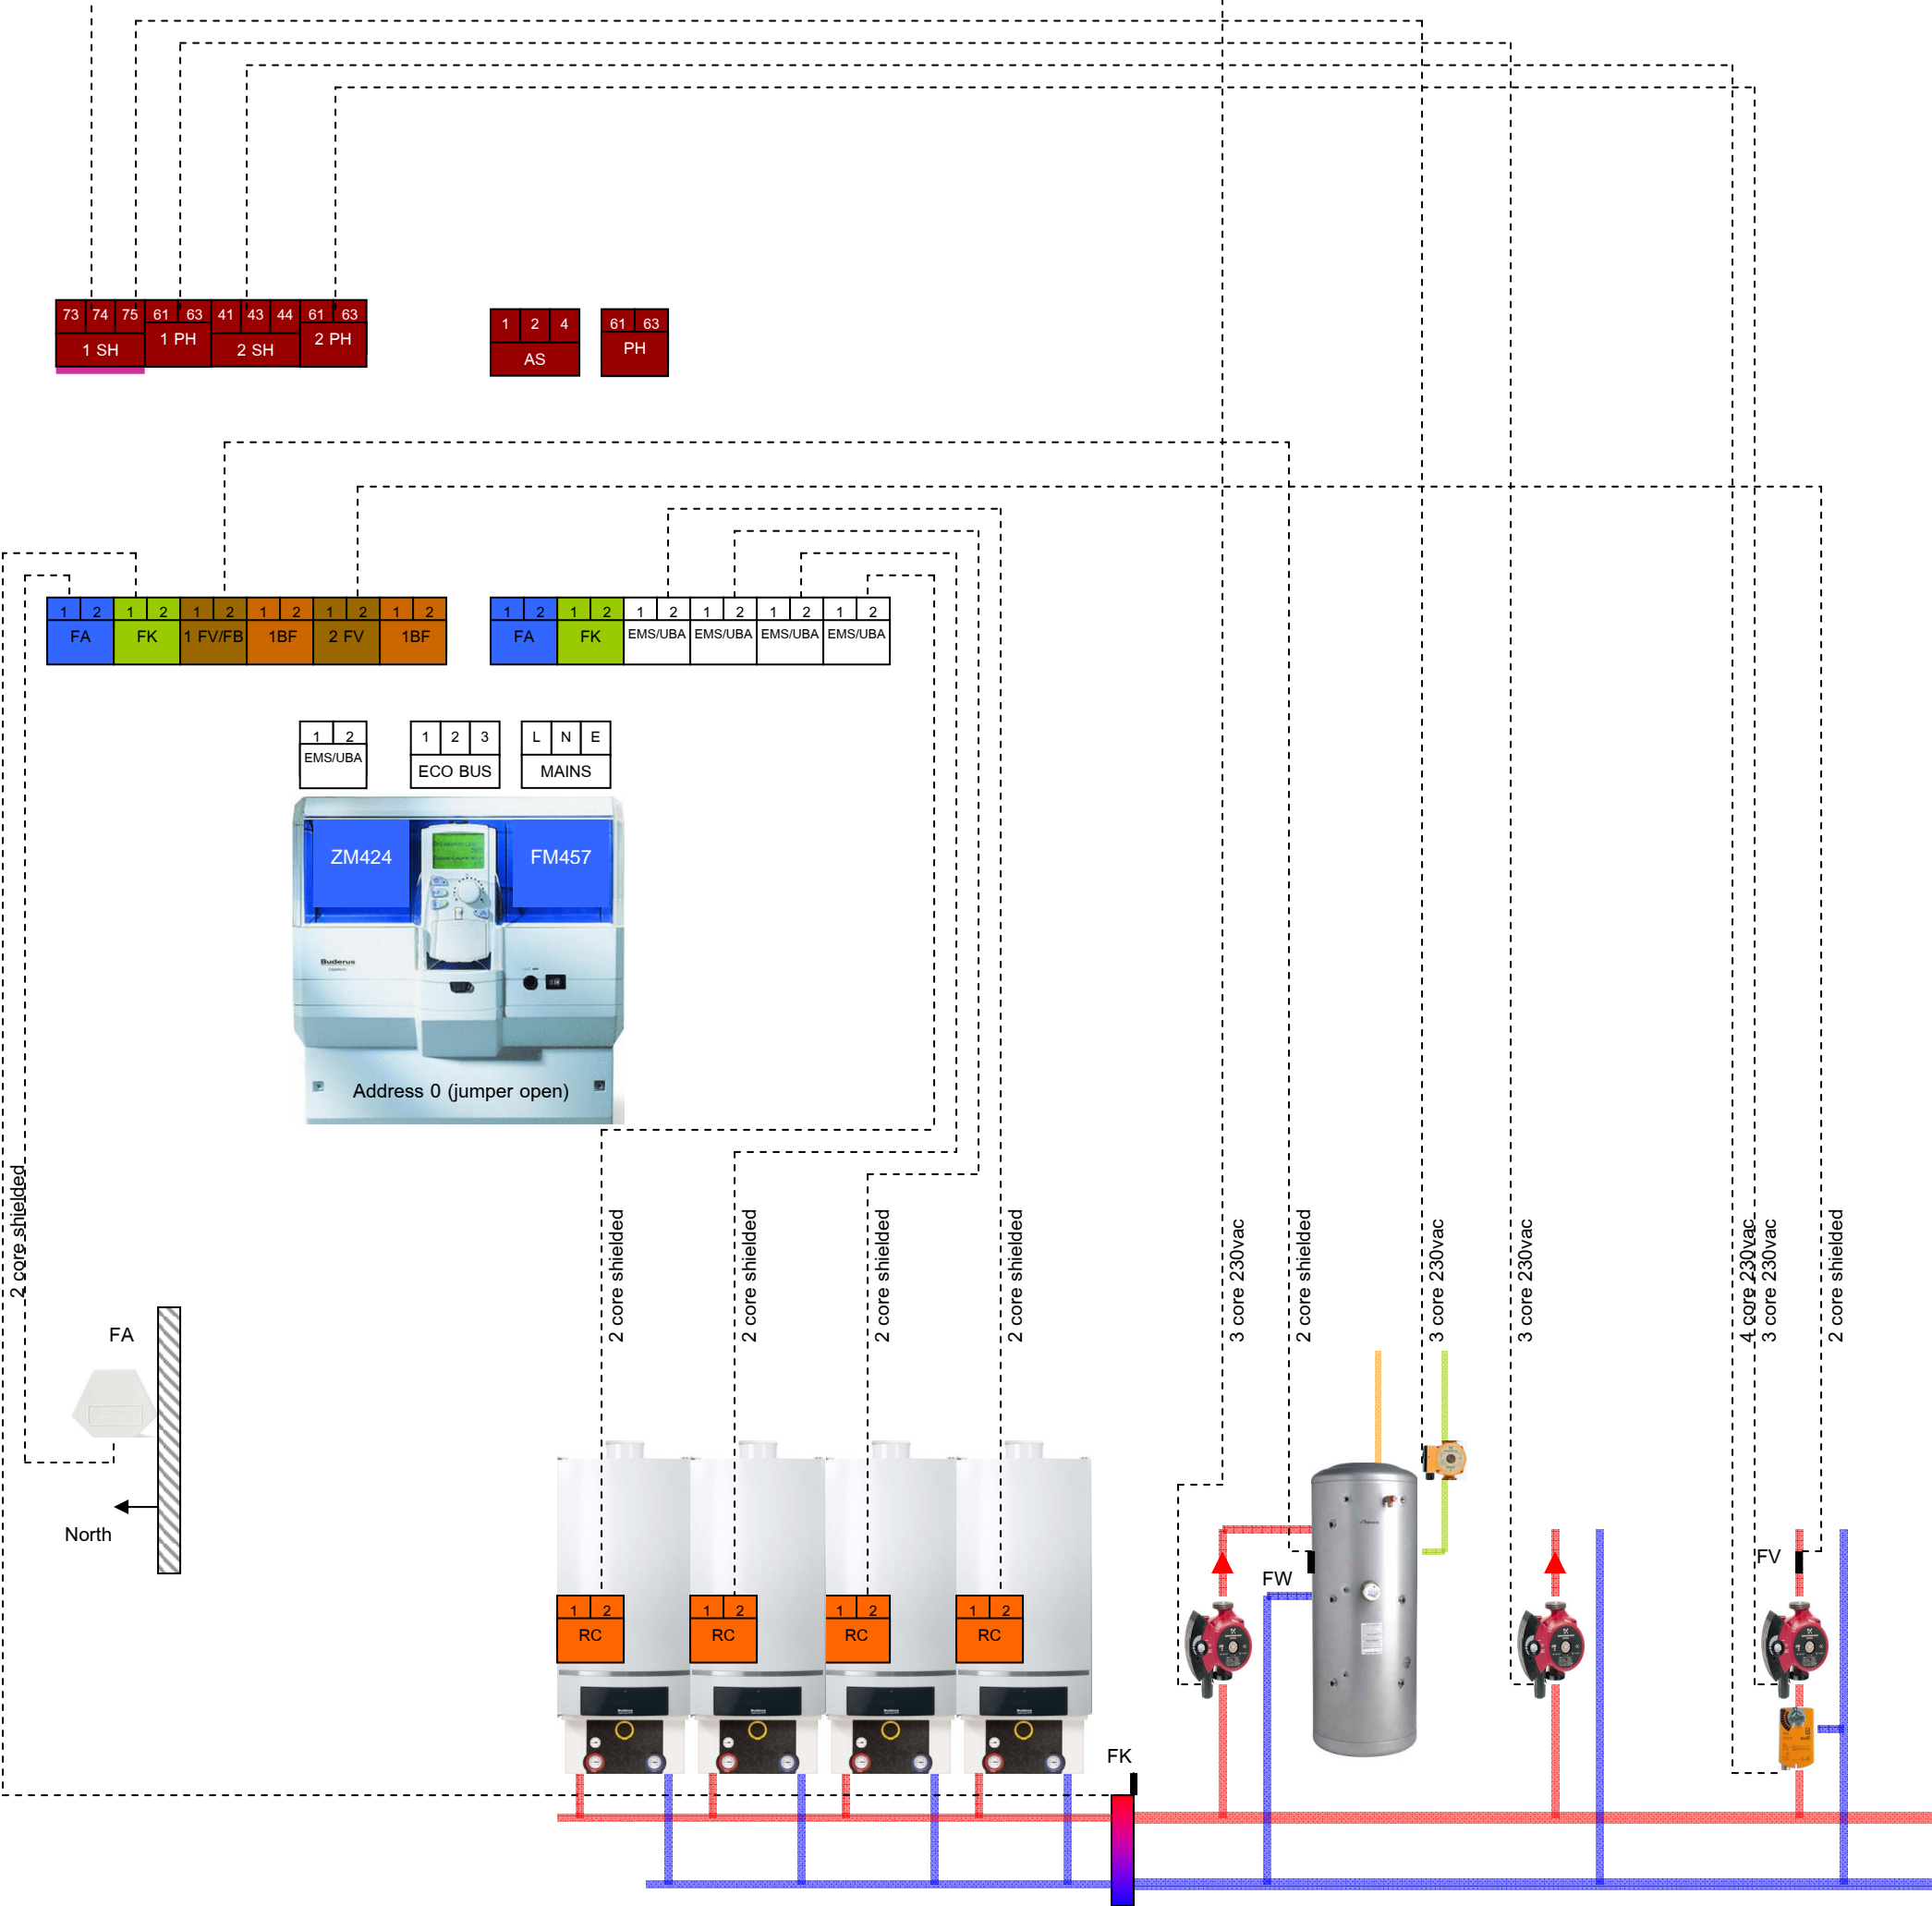 73 74 75 61 63 41 43 44 61 63
1 SH 1 PH 2 SH 2 PH
1 2 4
AS
61 63
PH
1 2 1 2 1 2 1 2 1 2 1 2
FA FK 1 FV/FB 1BF 2 FV 1BF
1 2 1 2 1 2 1 2 1 2 1 2
FA FK EMS/UBA EMS/UBA EMS/UBA EMS/UBA
1 2
EMS/UBA
1 2 3
ECO BUS
L N E
MAINS
ZM424
FM457
Buderus
Address 0 (jumper open)
2 core shielded
2 core shielded
2 core shielded
2 core shielded
2 core shielded
3 core 230vac
2 core shielded
3 core 230vac
3 core 230vac
4 core 230vac
3 core 230vac
2 core shielded
FA
North
FW
FV
1 2
RC
1 2
RC
1 2
RC
1 2
RC
Buderus
Buderus
Buderus
Buderus
FK